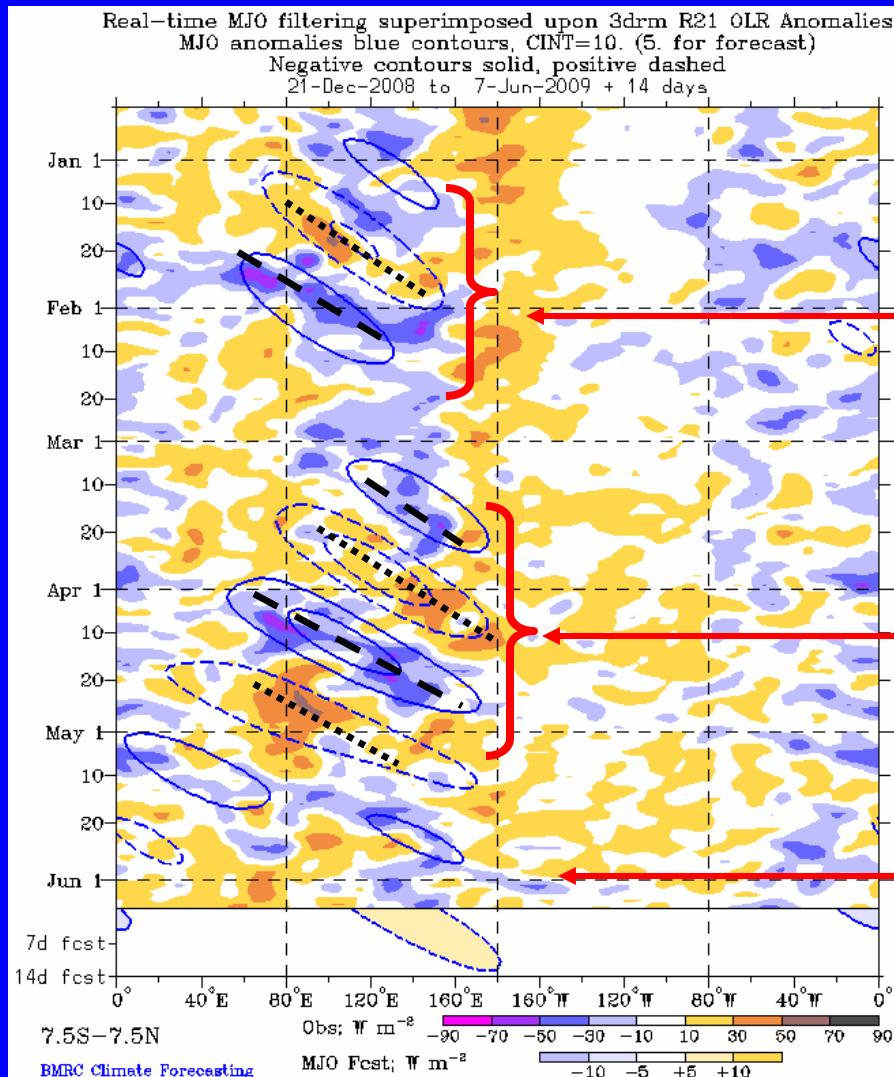 Real-time MJO filtering superimposed upon 3drm R21 OLR Anomalies
MJO anomalies blue contours, CINT=10. (5. for forecast)
Negative contours solid, positive dashed
21-Dec-2008 to 7-Jun-2009 + 14 days
Jan 1
10
20
Feb 1
10
20
Mar 1
10
20
Apr 1
10
20
May 1
10
20
Jun 1
7d fcst
14d fcst
0° 40°E 80°E 120°E 160°E 160°W 120°W 80°W 40°W 0°
7.5S-7.5N
Obs; W m⁻²
-90 -70 -50 -30 -10 10 30 50 70 90
BMRC Climate Forecasting
MJO Fcst; W m⁻²
-10 -5 +5 +10